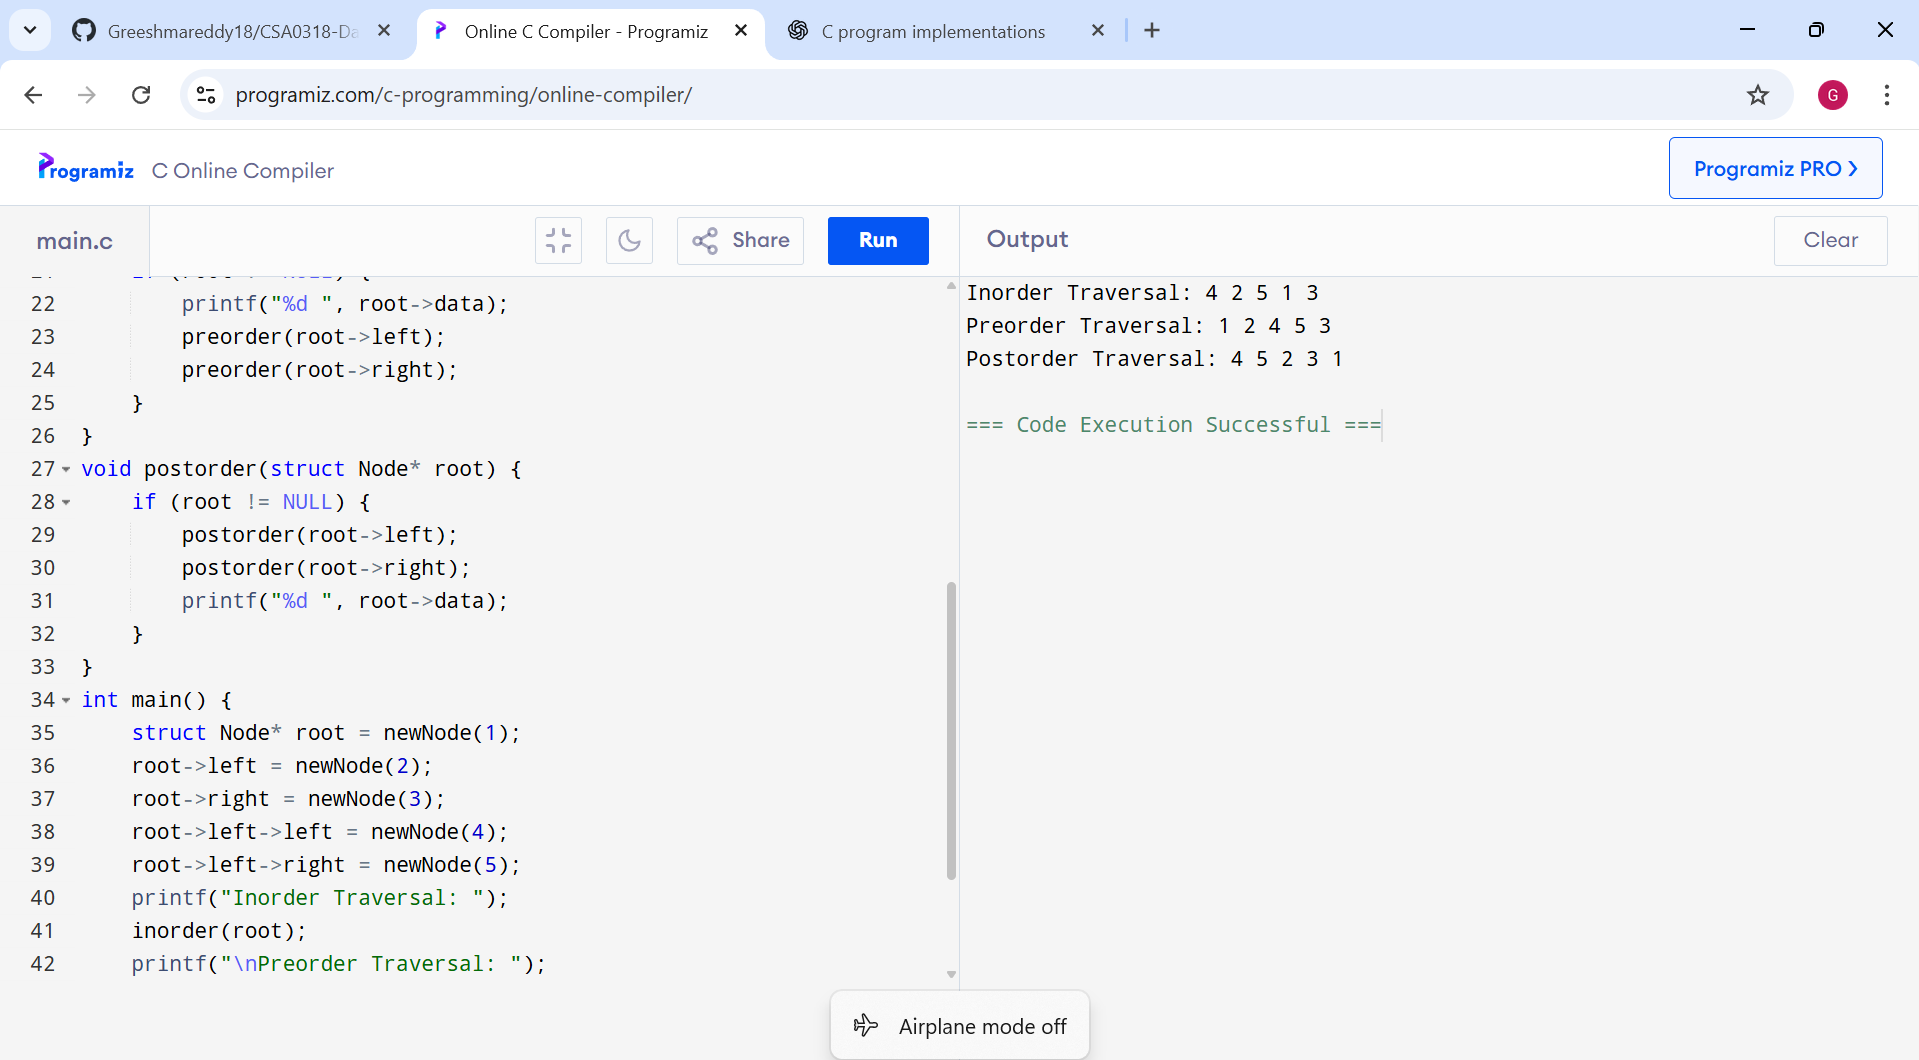 Greeshmareddy18/CSA0318-Da
Online C Compiler - Programiz
C program implementations
programiz.com/c-programming/online-compiler/
G
Programiz C Online Compiler
Programiz PRO
main.c
Share
Run
Output
Clear
22 printf("%d ", root->data);
23 preorder(root->left);
24 preorder(root->right);
25 }
26 }
27 void postorder(struct Node* root) {
28 if (root != NULL) {
29 postorder(root->left);
30 postorder(root->right);
31 printf("%d ", root->data);
32 }
33 }
34 int main() {
35 struct Node* root = newNode(1);
36 root->left = newNode(2);
37 root->right = newNode(3);
38 root->left->left = newNode(4);
39 root->left->right = newNode(5);
40 printf("Inorder Traversal: ");
41 inorder(root);
42 printf("\nPreorder Traversal: ");
Inorder Traversal: 4 2 5 1 3
Preorder Traversal: 1 2 4 5 3
Postorder Traversal: 4 5 2 3 1
=== Code Execution Successful ===
Airplane mode off